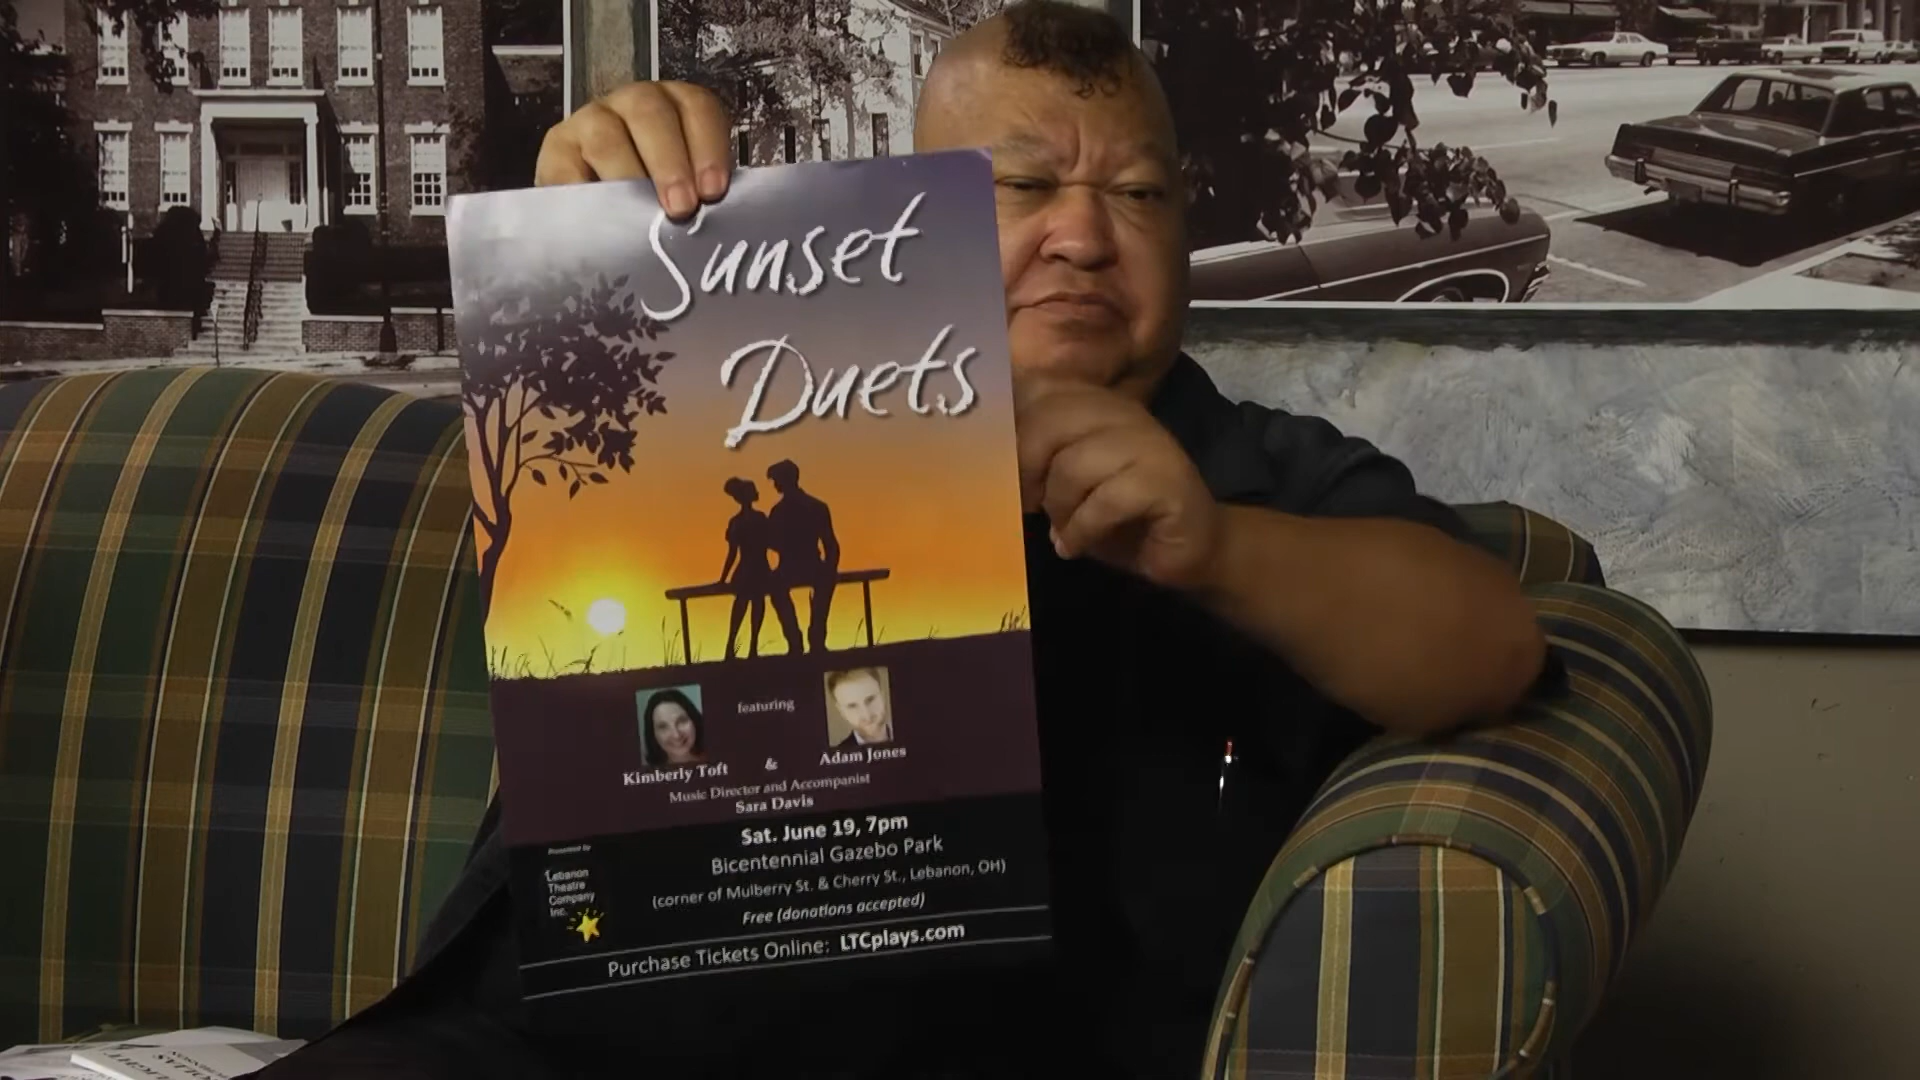 Sunset
Duets
featuring
Kimberly Toft & Adam Jones
Music Director and Accompanist
Sara Davis
Sat. June 19, 7pm
Bicentennial Gazebo Park
(corner of Mulberry St. & Cherry St., Lebanon, OH)
Free (donations accepted)
Presented by
Lebanon
Theatre
Company
Inc.
Purchase Tickets Online: LTCplays.com